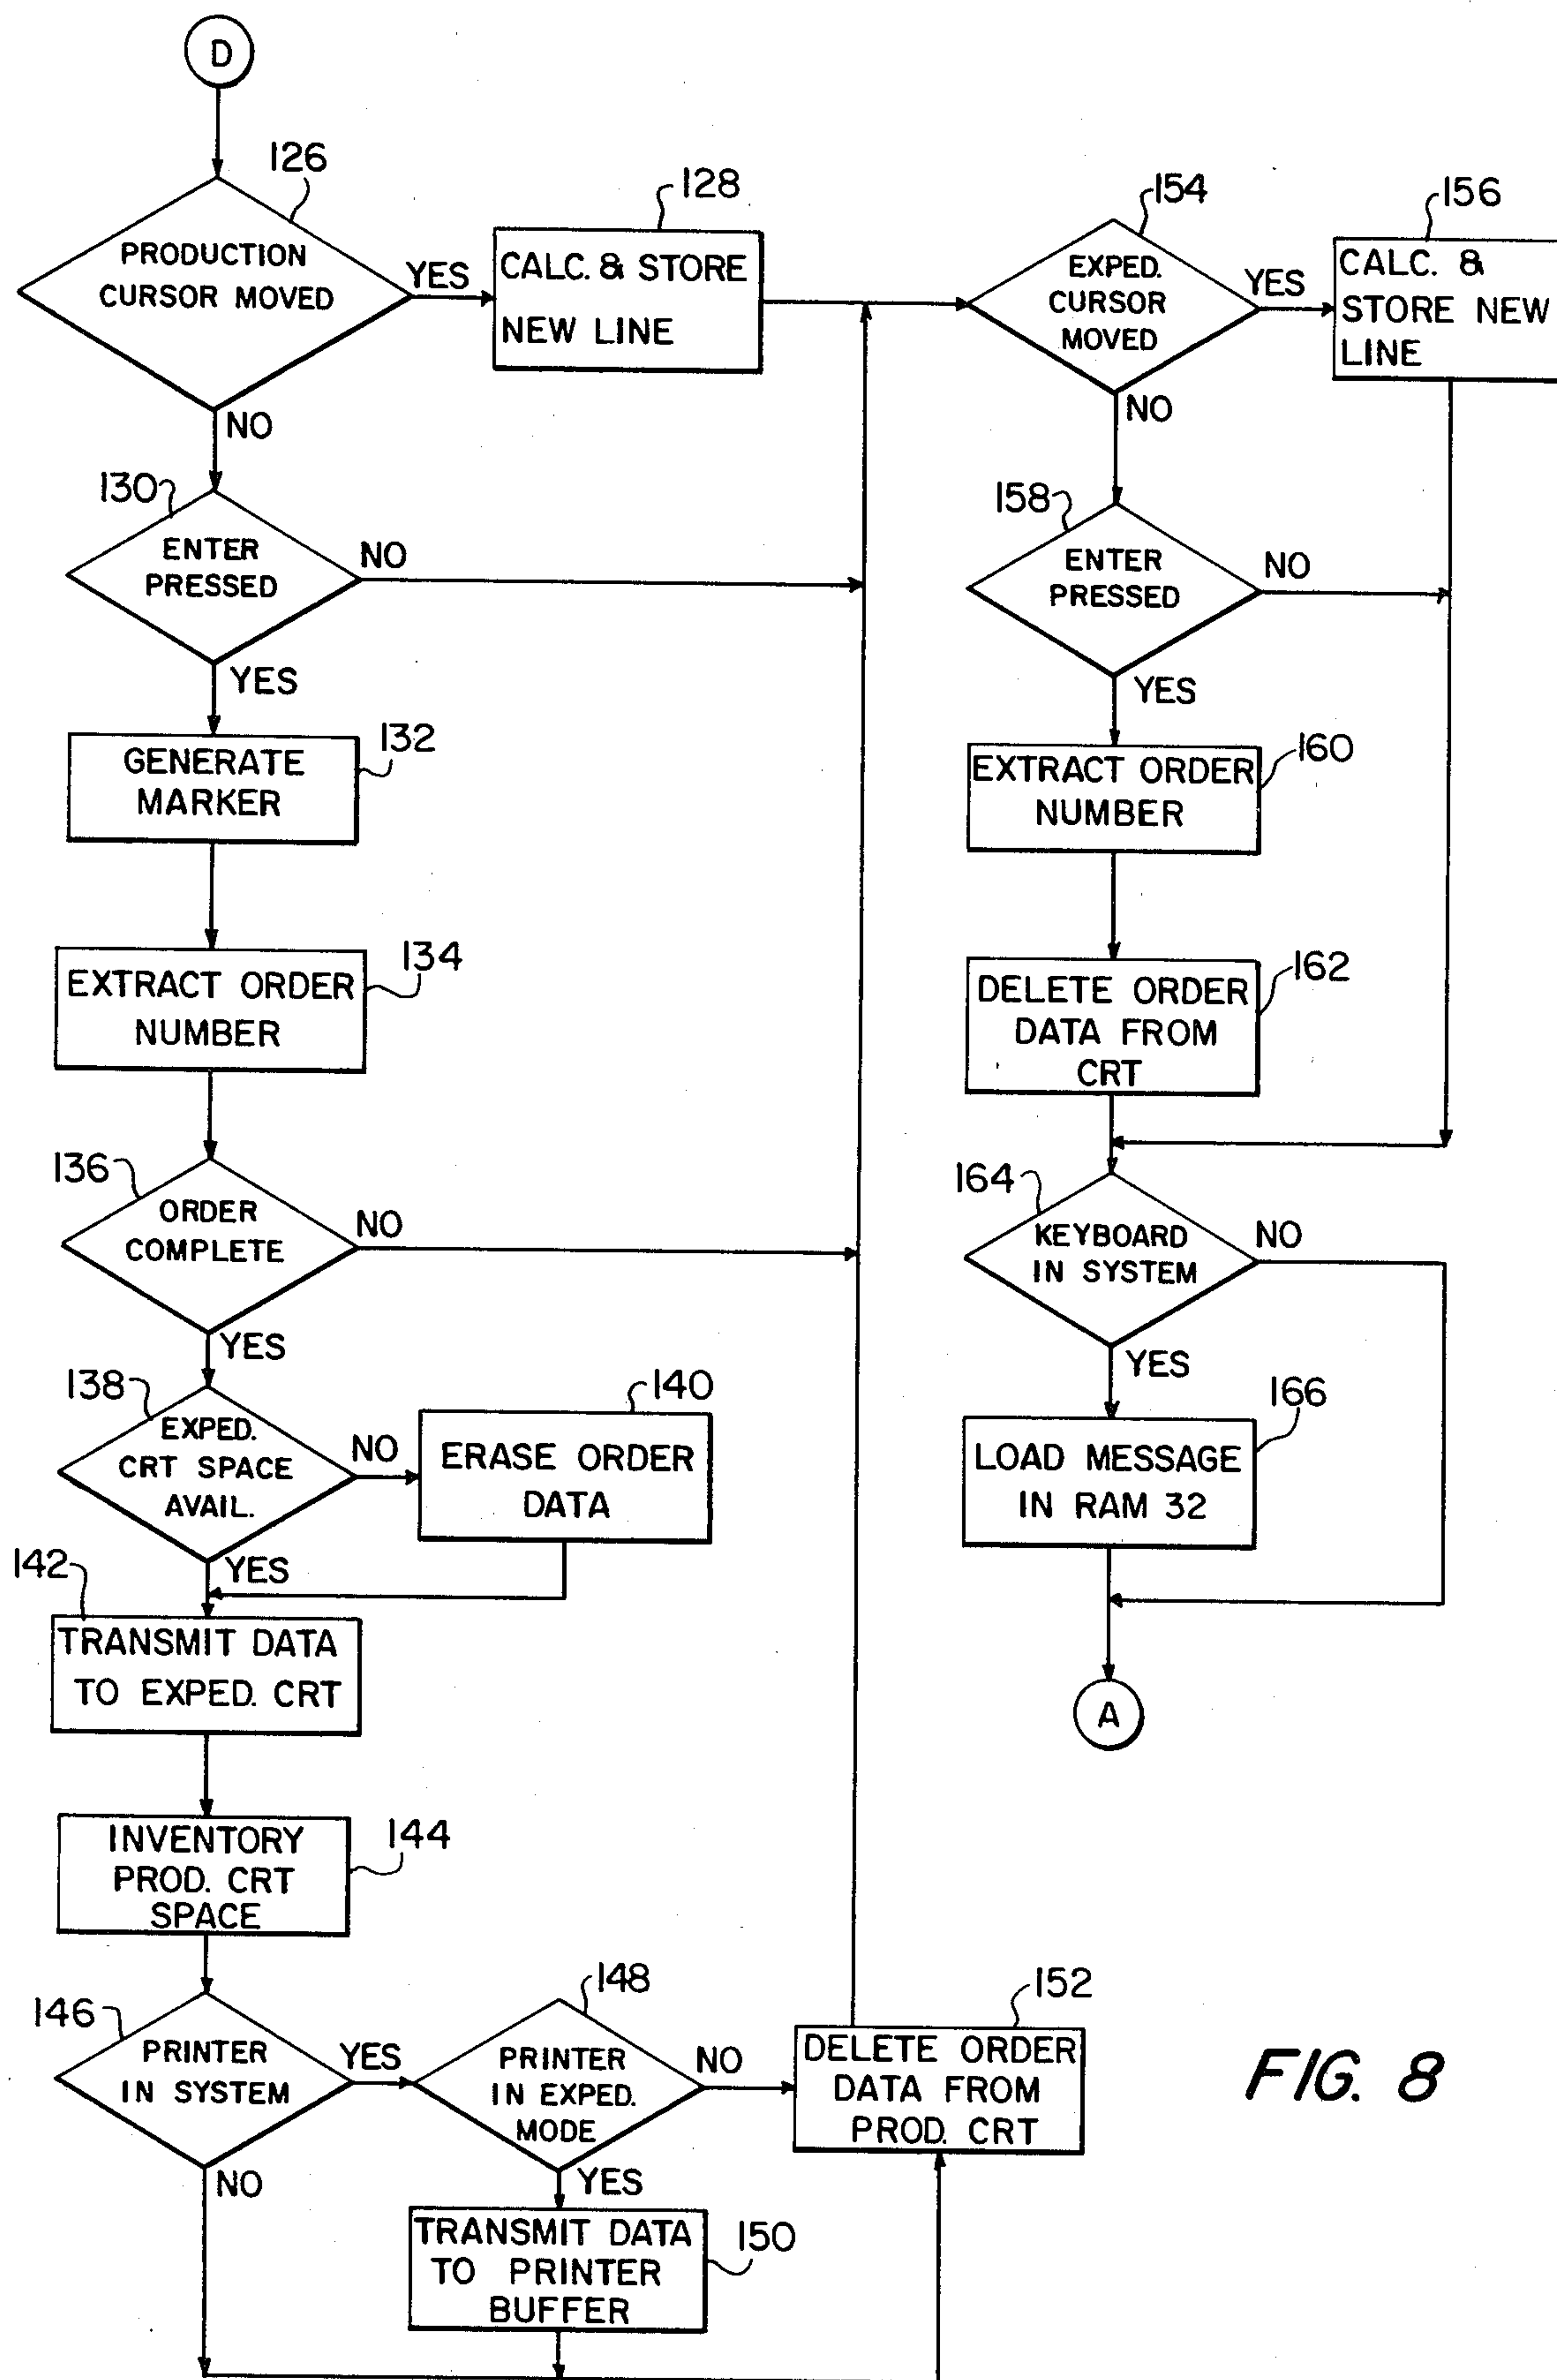 D
126
PRODUCTION
CURSOR MOVED
YES
NO
128
CALC. & STORE
NEW LINE
130
ENTER
PRESSED
NO
YES
132
GENERATE
MARKER
134
EXTRACT ORDER
NUMBER
136
ORDER
COMPLETE
NO
YES
138
EXPED.
CRT SPACE
AVAIL.
NO
YES
140
ERASE ORDER
DATA
142
TRANSMIT DATA
TO EXPED. CRT
144
INVENTORY
PROD. CRT
SPACE
146
PRINTER
IN SYSTEM
YES
NO
148
PRINTER
IN EXPED.
MODE
NO
YES
150
TRANSMIT DATA
TO PRINTER
BUFFER
152
DELETE ORDER
DATA FROM
PROD. CRT
154
EXPED.
CURSOR
MOVED
YES
NO
156
CALC. &
STORE NEW
LINE
158
ENTER
PRESSED
NO
YES
160
EXTRACT ORDER
NUMBER
162
DELETE ORDER
DATA FROM
CRT
164
KEYBOARD
IN SYSTEM
NO
YES
166
LOAD MESSAGE
IN RAM 32
A
FIG. 8